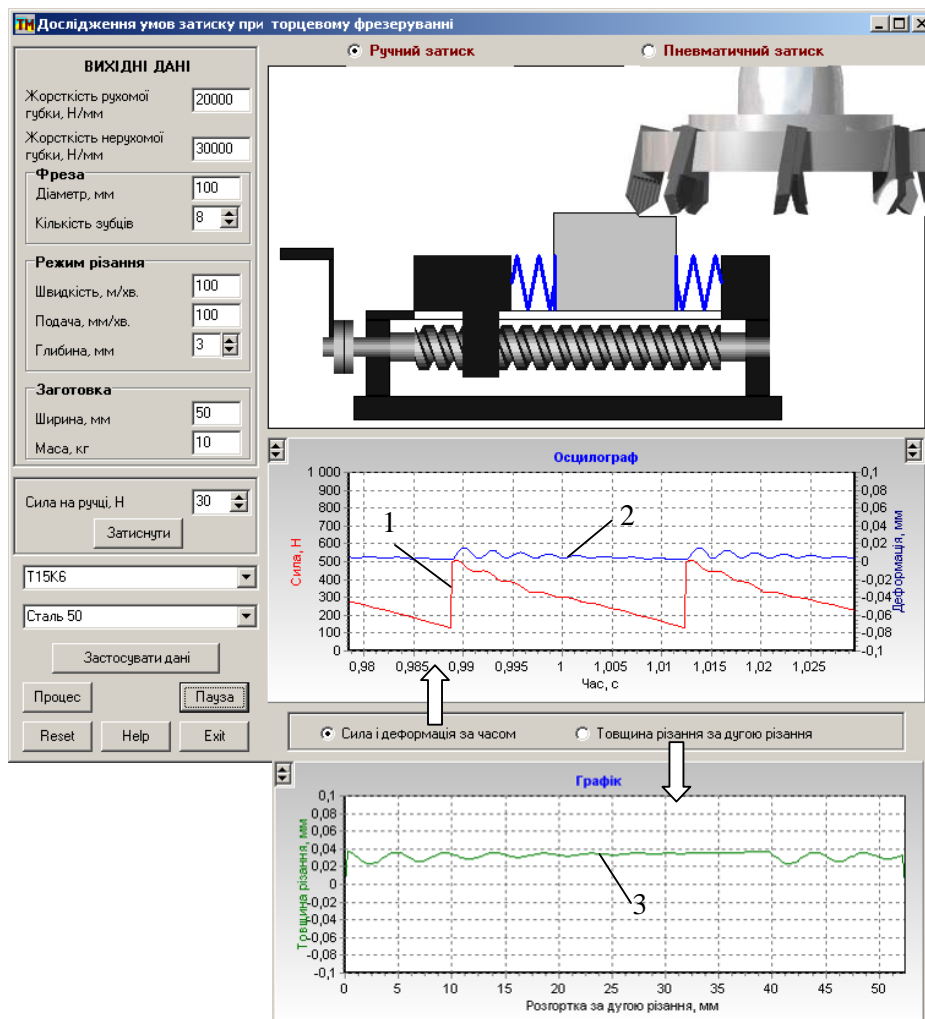 TM Дослідження умов затиску при торцевому фрезеруванні
Ручний затиск
Пневматичний затиск
ВИХІДНІ ДАНІ
Жорсткість рухомої
губки, Н/мм
20000
Жорсткість нерухомої
губки, Н/мм
30000
Фреза
Діаметр, мм
100
Кількість зубців
8
Режим різання
Швидкість, м/хв.
100
Подача, мм/хв.
100
Глибина, мм
3
Заготовка
Ширина, мм
50
Маса, кг
10
Сила на ручці, Н
30
Затиснути
Т15К6
Сталь 50
Застосувати дані
Процес
Пауза
Reset
Help
Exit
Осцилограф
1 000
900
800
700
600
500
400
300
200
100
0
Сила, Н
0,1
0,08
0,06
0,04
0,02
0
-0,02
-0,04
-0,06
-0,08
-0,1
Деформація, мм
1
2
0,98 0,985 0,99 0,995 1 1,005 1,01 1,015 1,02 1,025
Час, с
Сила і деформація за часом
Товщина різання за дугою різання
Графік
0,1
0,08
0,06
0,04
0,02
0
-0,02
-0,04
-0,06
-0,08
-0,1
Товщина різання, мм
3
0 5 10 15 20 25 30 35 40 45 50
Розгортка за дугою різання, мм